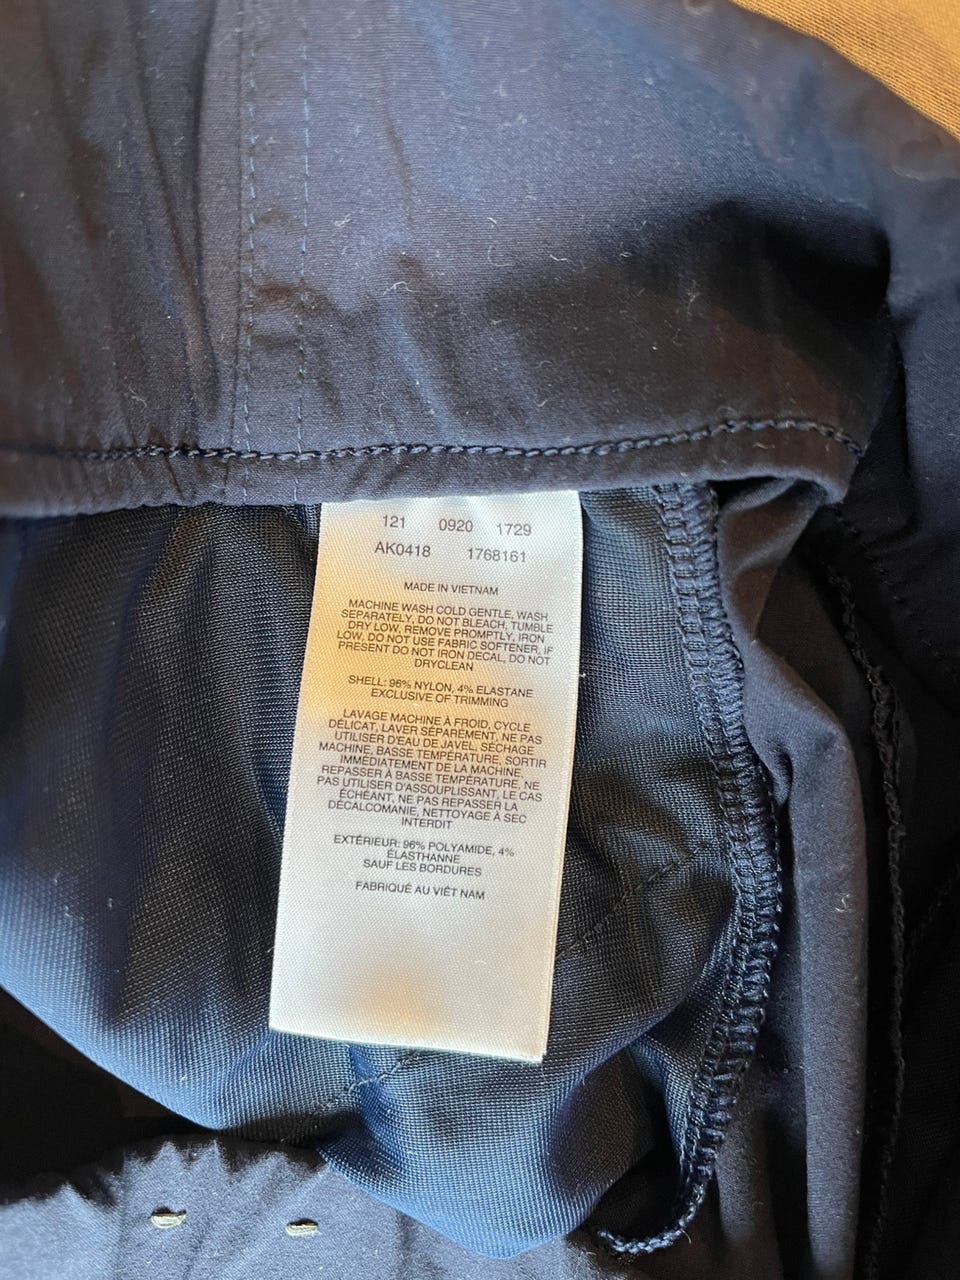 121 0920 1729
AK0418 1768161
MADE IN VIETNAM
MACHINE WASH COLD GENTLE, WASH
SEPARATELY, DO NOT BLEACH, TUMBLE
DRY LOW, REMOVE PROMPTLY, IRON
LOW, DO NOT USE FABRIC SOFTENER, IF
PRESENT DO NOT IRON DECAL, DO NOT
DRYCLEAN
SHELL: 96% NYLON, 4% ELASTANE
EXCLUSIVE OF TRIMMING
LAVAGE MACHINE À FROID, CYCLE
DÉLICAT, LAVER SÉPARÉMENT, NE PAS
UTILISER D'EAU DE JAVEL, SÉCHAGE
MACHINE, BASSE TEMPÉRATURE, SORTIR
IMMÉDIATEMENT DE LA MACHINE,
REPASSER À BASSE TEMPÉRATURE, NE
PAS UTILISER D'ASSOUPLISSANT, LE CAS
ÉCHÉANT, NE PAS REPASSER LA
DÉCALCOMANIE, NETTOYAGE À SEC
INTERDIT
EXTÉRIEUR: 96% POLYAMIDE, 4%
ÉLASTHANNE
SAUF LES BORDURES
FABRIQUÉ AU VIÊT NAM